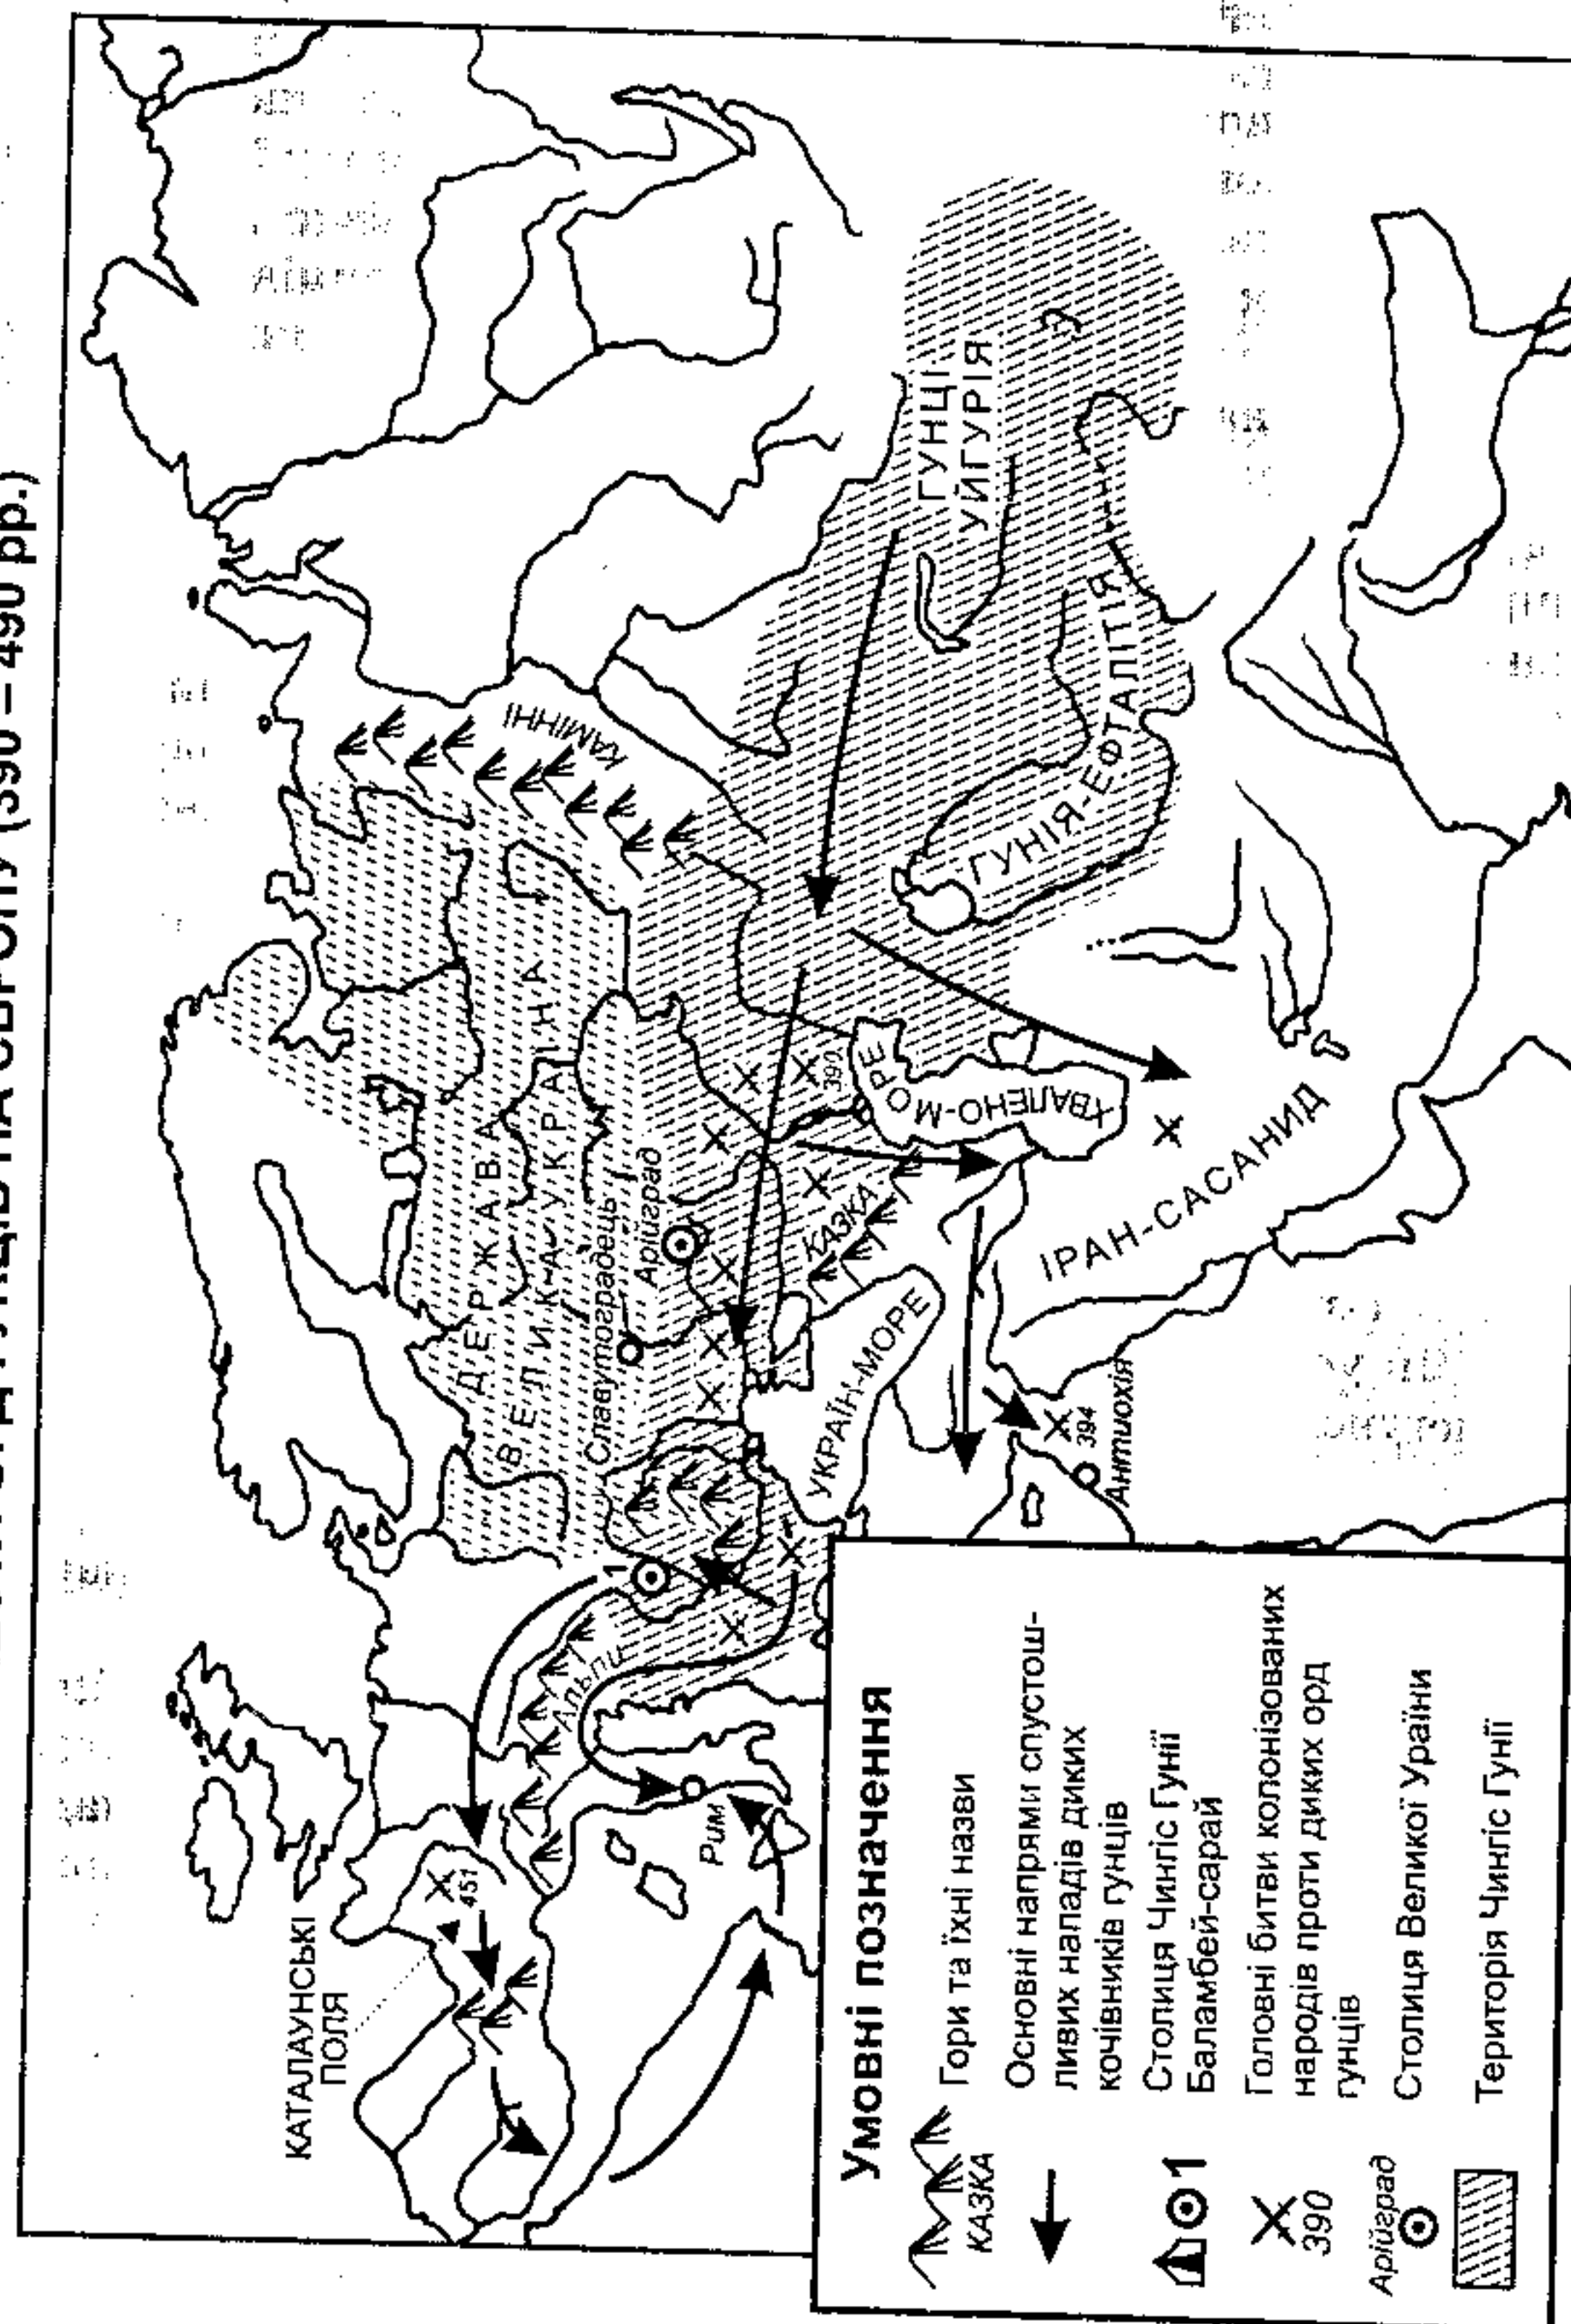 ГУНЦІВ НА ЄВРОПУ (390 – 490 рр.)
КАМІННІ
ГУНЦІ-
УЙГУРІЯ
ГУНІЯ-ЕФТАЛІТІЯ
ДЕРЖАВА
ВЕЛИКА УКРАЇНА
Славутоградець
Арійград
390
ХВАЛЕНО-МОРЕ
КАЗКА
УКРАЇН-МОРЕ
ІРАН-САСАНИД
394
Антиохія
1
Альпи
Рим
451
КАТАЛАУНСЬКІ
ПОЛЯ
Умовні позначення
КАЗКА
Гори та їхні назви
Основні напрями спустош-
ливих нападів диких
кочівників гунців
1
Столиця Чингіс Гунії
Баламбей-сарай
390
Головні битви колонізованих
народів проти диких орд
гунців
Арійград
Столиця Великої Ураїни
Територія Чингіс Гунії